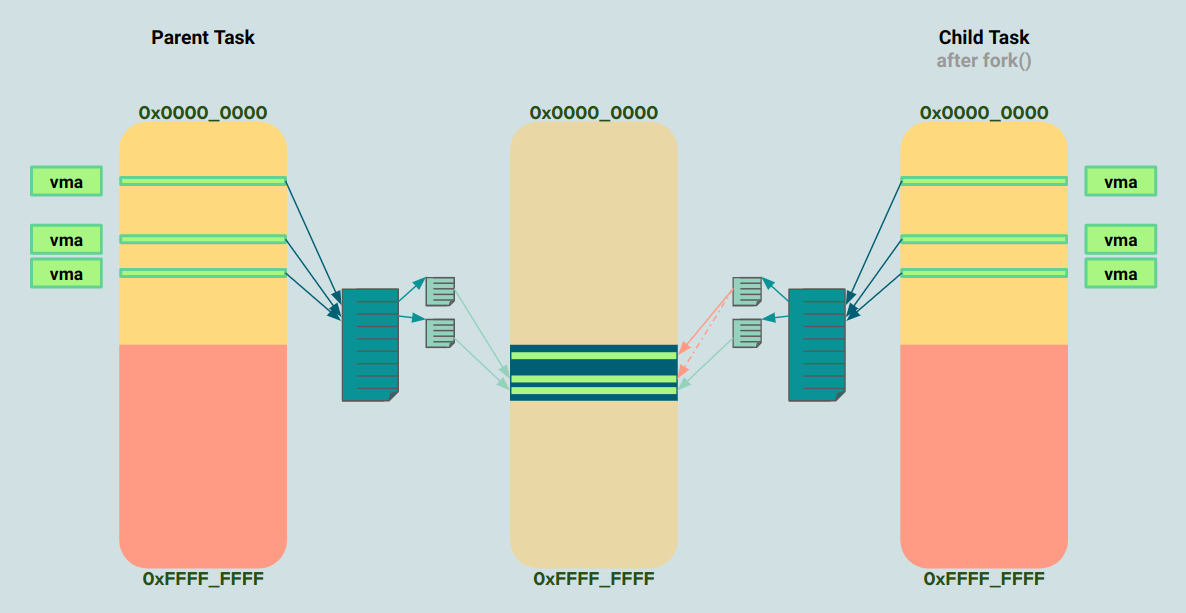 Parent Task
Child Task
after fork()
0x0000_0000
0x0000_0000
0x0000_0000
vma
vma
vma
vma
vma
vma
0xFFFF_FFFF
0xFFFF_FFFF
0xFFFF_FFFF